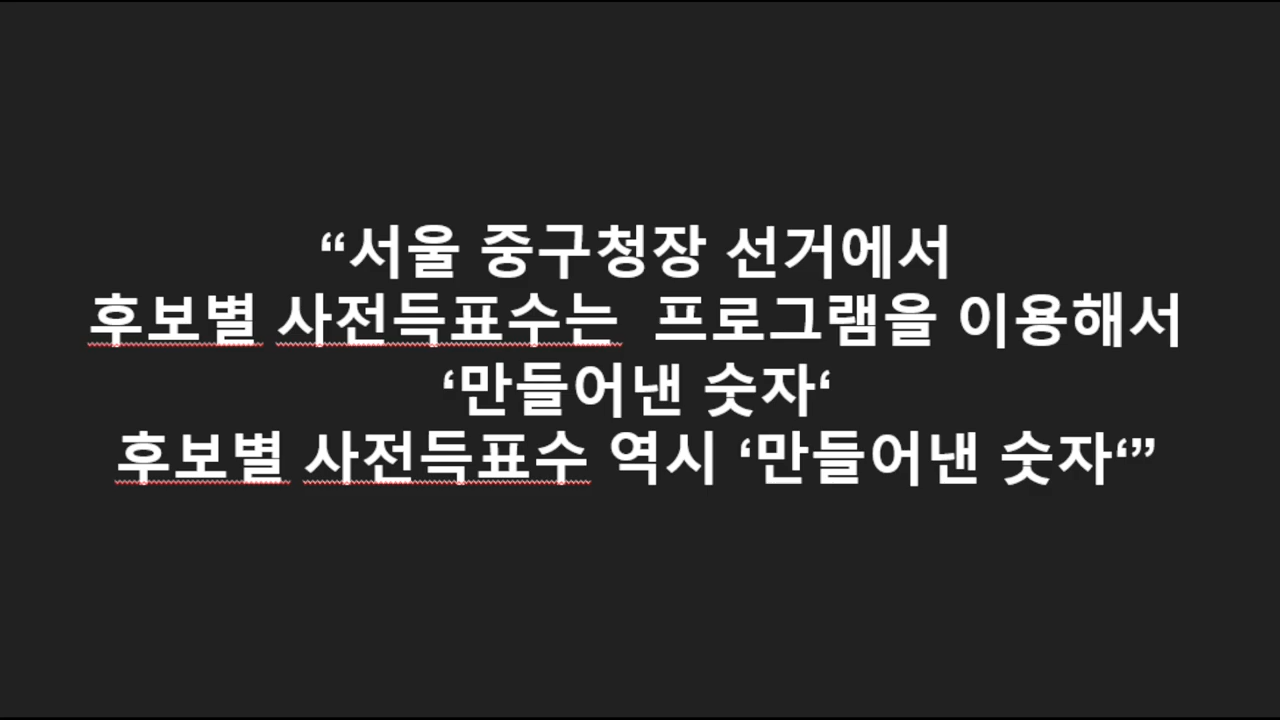 “서울 중구청장 선거에서
후보별 사전득표수는  프로그램을 이용해서
‘만들어낸 숫자‘
후보별 사전득표수 역시 ‘만들어낸 숫자‘”